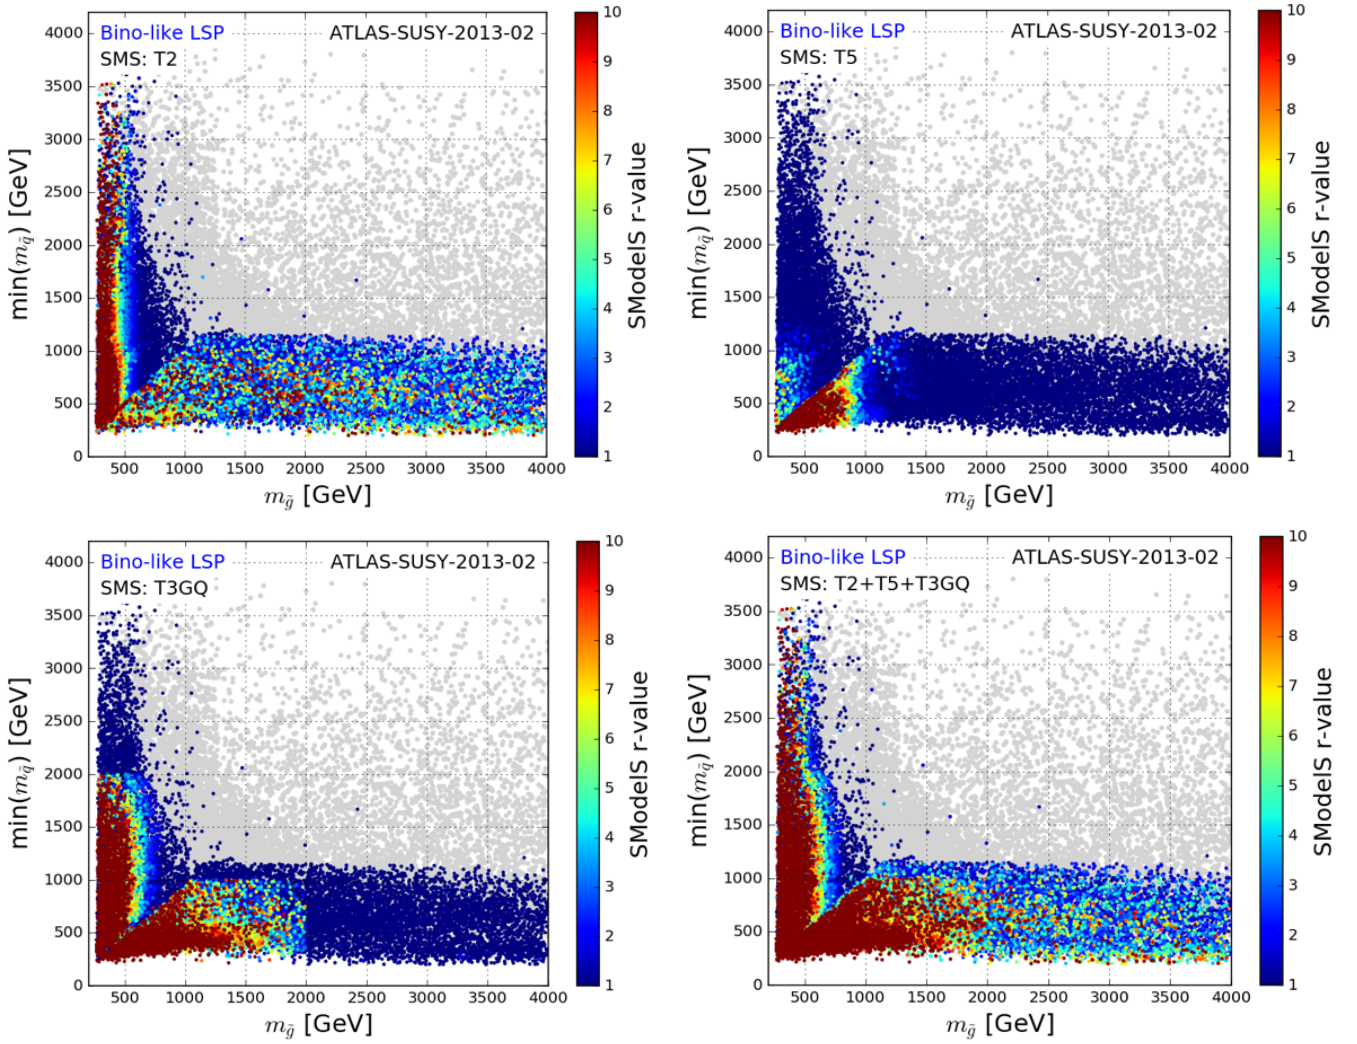 Bino-like LSP
ATLAS-SUSY-2013-02
SMS: T2
4000
3500
3000
2500
2000
1500
1000
500
0
min(m_q̃) [GeV]
500 1000 1500 2000 2500 3000 3500 4000
m_g̃ [GeV]
10
9
8
7
6
5
4
3
2
1
SModelS r-value
Bino-like LSP
ATLAS-SUSY-2013-02
SMS: T5
4000
3500
3000
2500
2000
1500
1000
500
0
min(m_q̃) [GeV]
500 1000 1500 2000 2500 3000 3500 4000
m_g̃ [GeV]
10
9
8
7
6
5
4
3
2
1
SModelS r-value
Bino-like LSP
ATLAS-SUSY-2013-02
SMS: T3GQ
4000
3500
3000
2500
2000
1500
1000
500
0
min(m_q̃) [GeV]
500 1000 1500 2000 2500 3000 3500 4000
m_g̃ [GeV]
10
9
8
7
6
5
4
3
2
1
SModelS r-value
Bino-like LSP
ATLAS-SUSY-2013-02
SMS: T2+T5+T3GQ
4000
3500
3000
2500
2000
1500
1000
500
0
min(m_q̃) [GeV]
500 1000 1500 2000 2500 3000 3500 4000
m_g̃ [GeV]
10
9
8
7
6
5
4
3
2
1
SModelS r-value